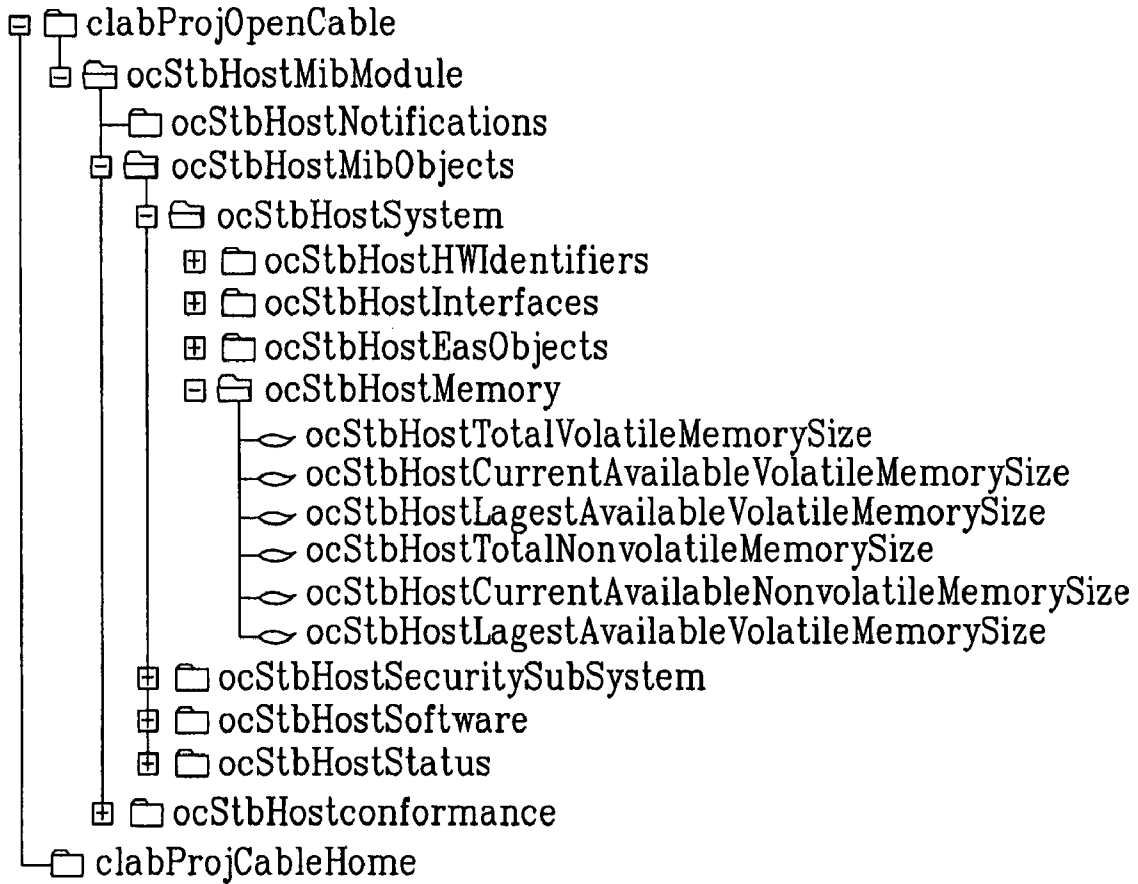 clabProjOpenCable
ocStbHostMibModule
ocStbHostNotifications
ocStbHostMibObjects
ocStbHostSystem
ocStbHostHWIdentifiers
ocStbHostInterfaces
ocStbHostEasObjects
ocStbHostMemory
ocStbHostTotalVolatileMemorySize
ocStbHostCurrentAvailableVolatileMemorySize
ocStbHostLagestAvailableVolatileMemorySize
ocStbHostTotalNonvolatileMemorySize
ocStbHostCurrentAvailableNonvolatileMemorySize
ocStbHostLagestAvailableVolatileMemorySize
ocStbHostSecuritySubSystem
ocStbHostSoftware
ocStbHostStatus
ocStbHostconformance
clabProjCableHome